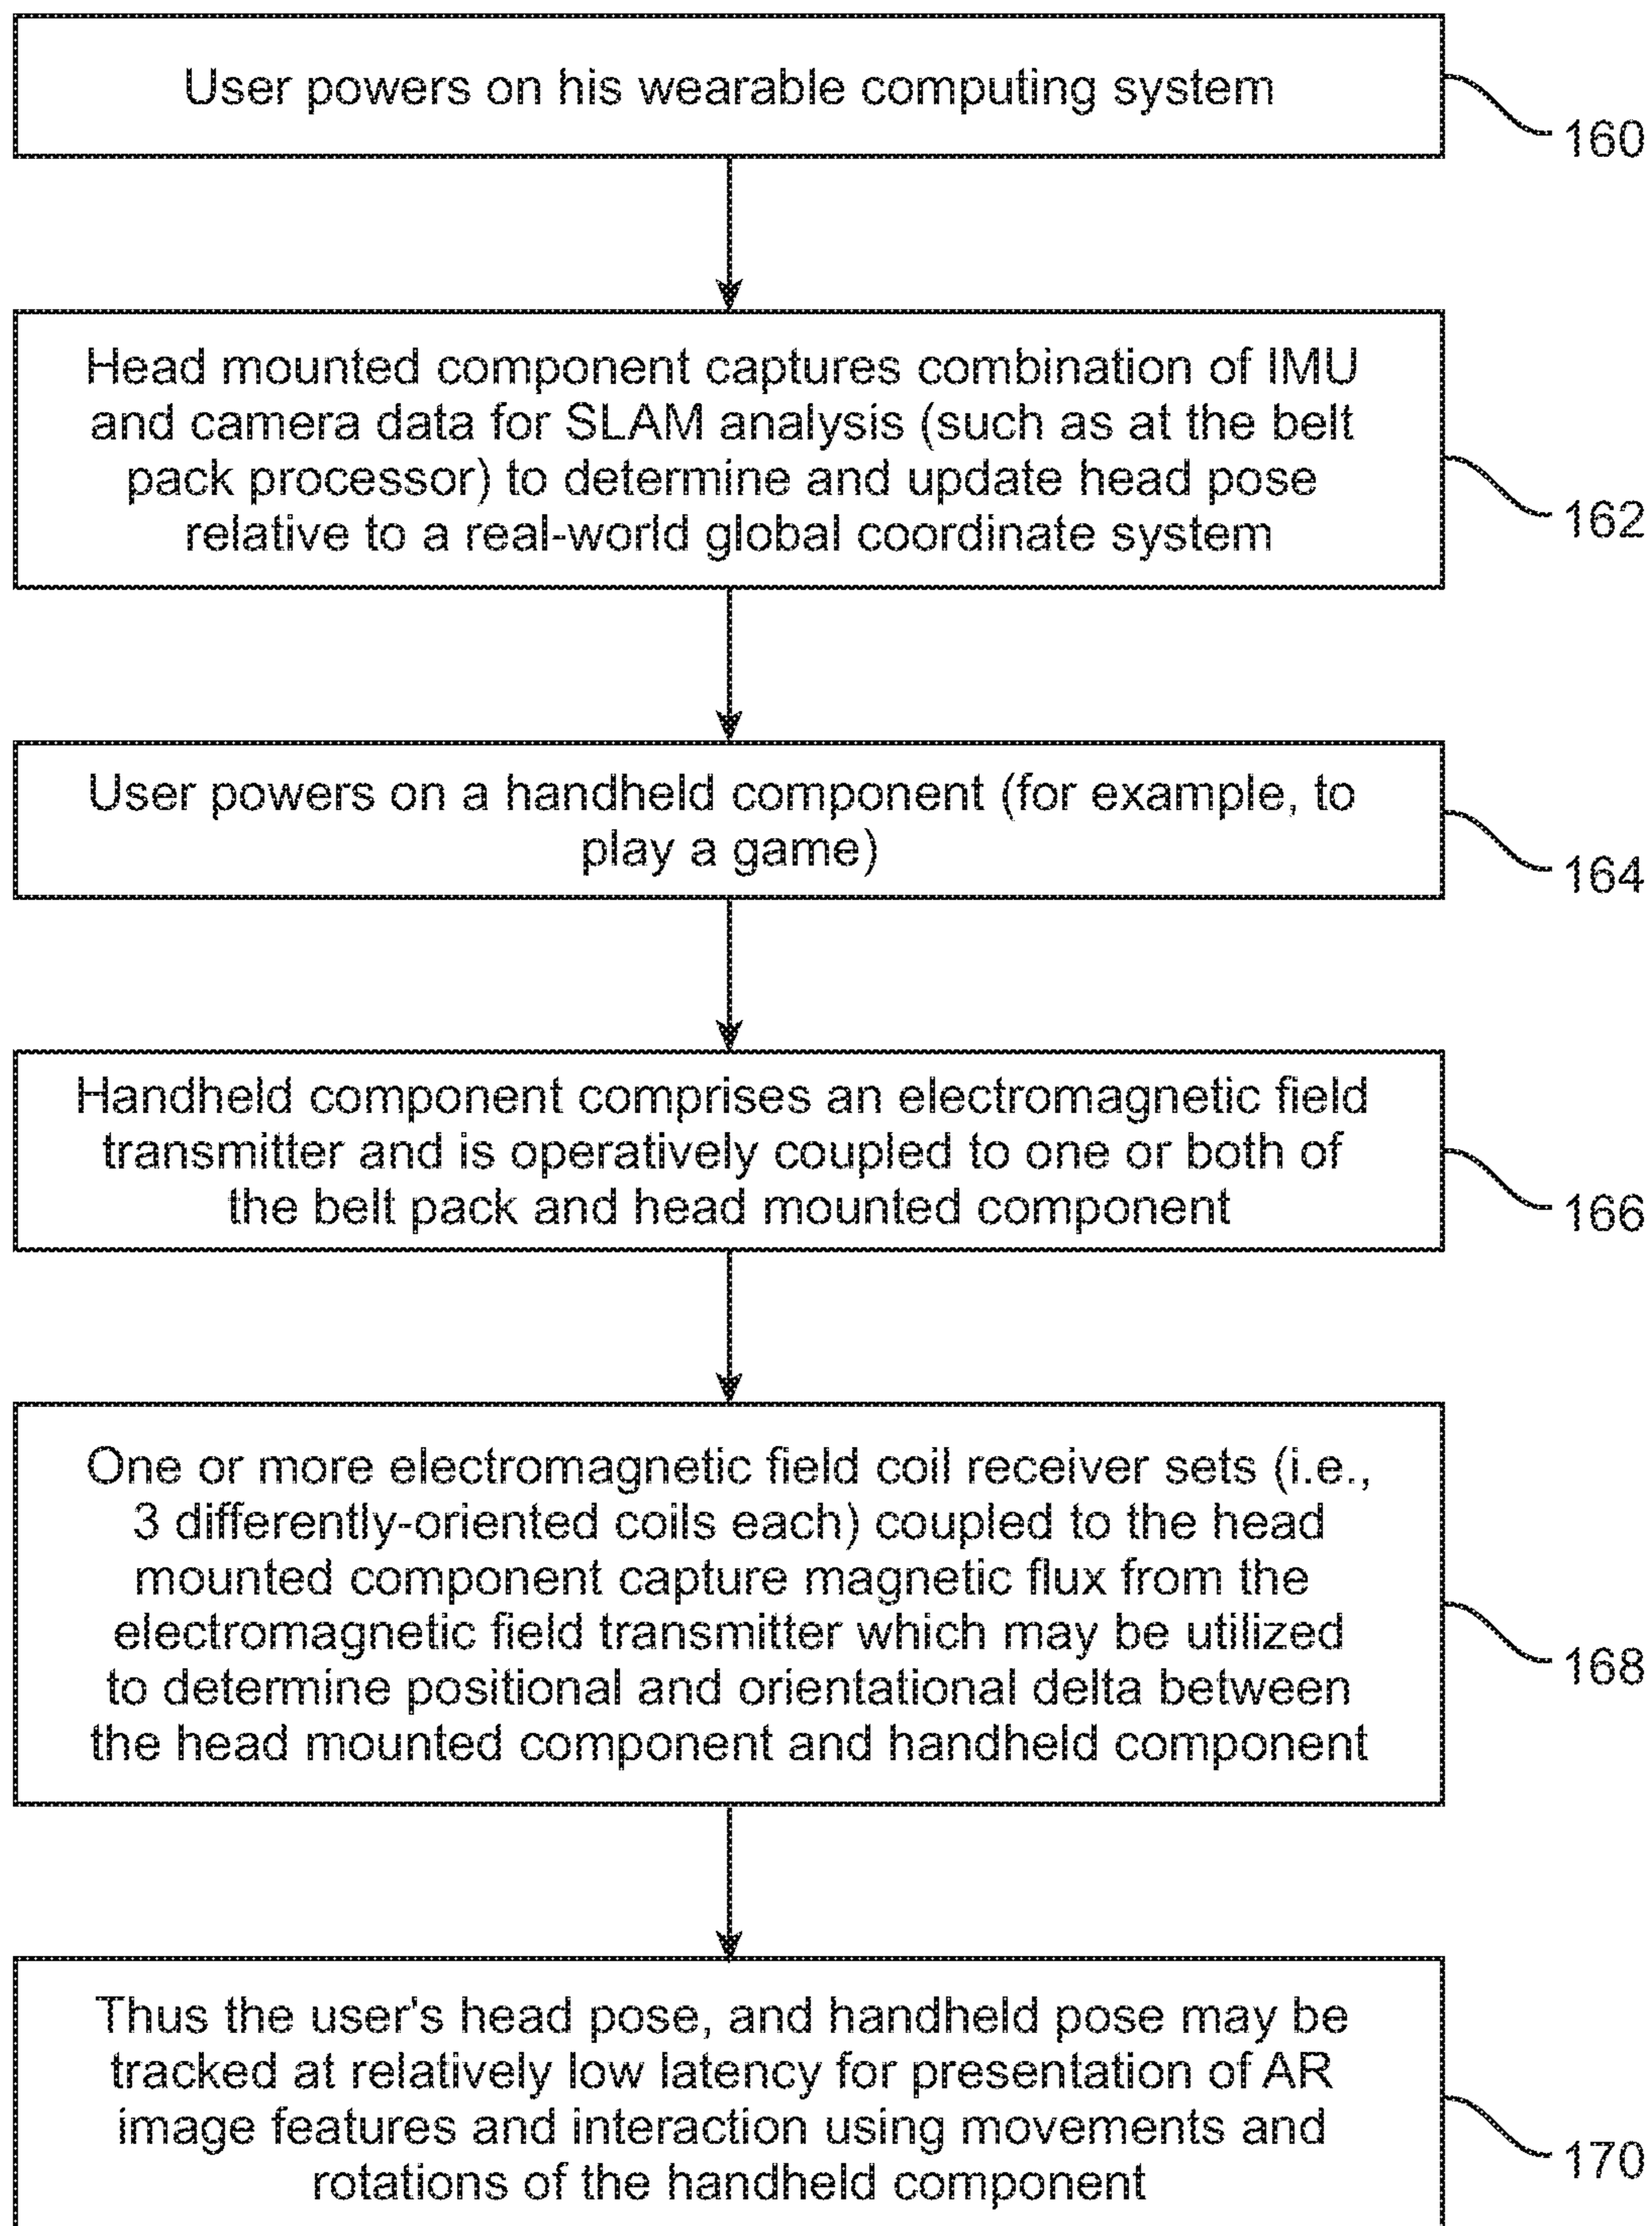 User powers on his wearable computing system
160
Head mounted component captures combination of IMU
and camera data for SLAM analysis (such as at the belt
pack processor) to determine and update head pose
relative to a real-world global coordinate system
162
User powers on a handheld component (for example, to
play a game)
164
Handheld component comprises an electromagnetic field
transmitter and is operatively coupled to one or both of
the belt pack and head mounted component
166
One or more electromagnetic field coil receiver sets (i.e.,
3 differently-oriented coils each) coupled to the head
mounted component capture magnetic flux from the
electromagnetic field transmitter which may be utilized
to determine positional and orientational delta between
the head mounted component and handheld component
168
Thus the user's head pose, and handheld pose may be
tracked at relatively low latency for presentation of AR
image features and interaction using movements and
rotations of the handheld component
170